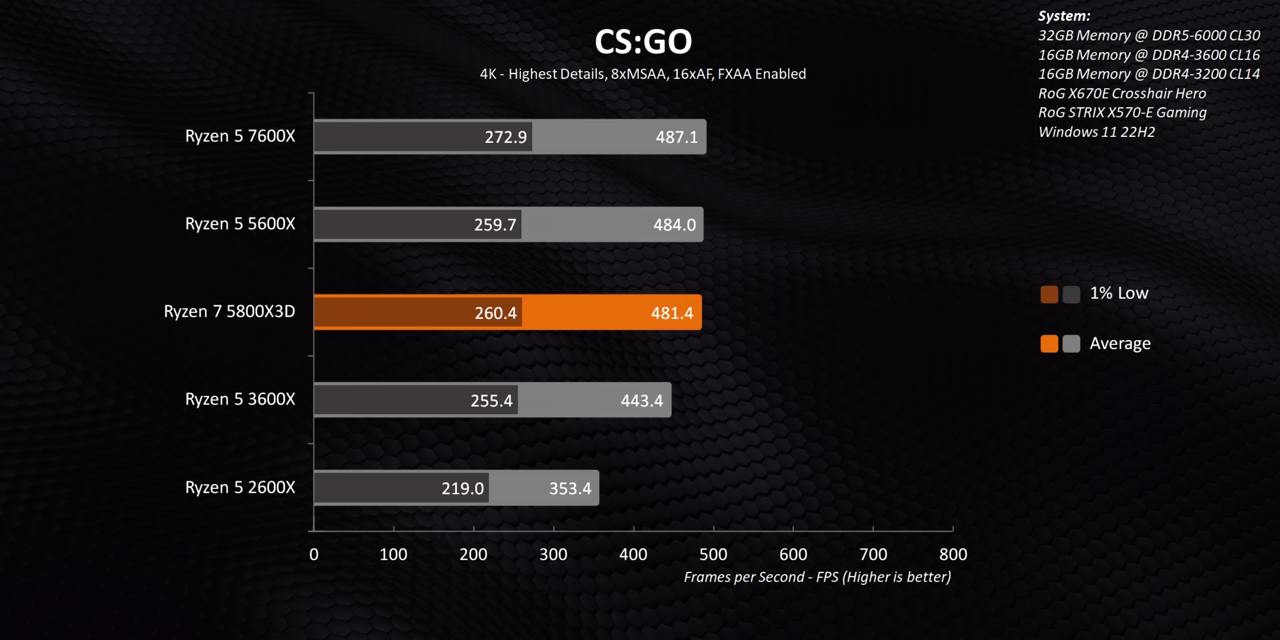 CS:GO
4K - Highest Details, 8xMSAA, 16xAF, FXAA Enabled
System:
32GB Memory @ DDR5-6000 CL30
16GB Memory @ DDR4-3600 CL16
16GB Memory @ DDR4-3200 CL14
RoG X670E Crosshair Hero
RoG STRIX X570-E Gaming
Windows 11 22H2
Ryzen 5 7600X 272.9 487.1
Ryzen 5 5600X 259.7 484.0
Ryzen 7 5800X3D 260.4 481.4
Ryzen 5 3600X 255.4 443.4
Ryzen 5 2600X 219.0 353.4
1% Low
Average
0 100 200 300 400 500 600 700 800
Frames per Second - FPS (Higher is better)